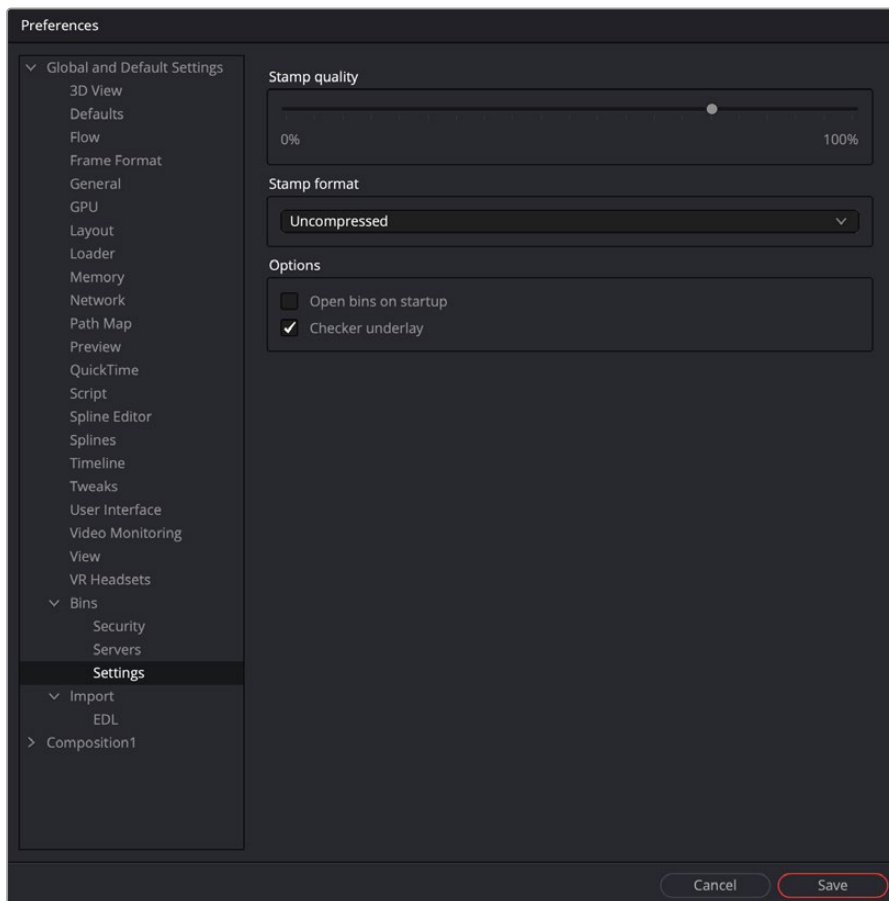 Preferences
Global and Default Settings
3D View
Defaults
Flow
Frame Format
General
GPU
Layout
Loader
Memory
Network
Path Map
Preview
QuickTime
Script
Spline Editor
Splines
Timeline
Tweaks
User Interface
Video Monitoring
View
VR Headsets
Bins
Security
Servers
Settings
Import
EDL
Composition1
Stamp quality
0% 100%
Stamp format
Uncompressed
Options
Open bins on startup
Checker underlay
Cancel Save